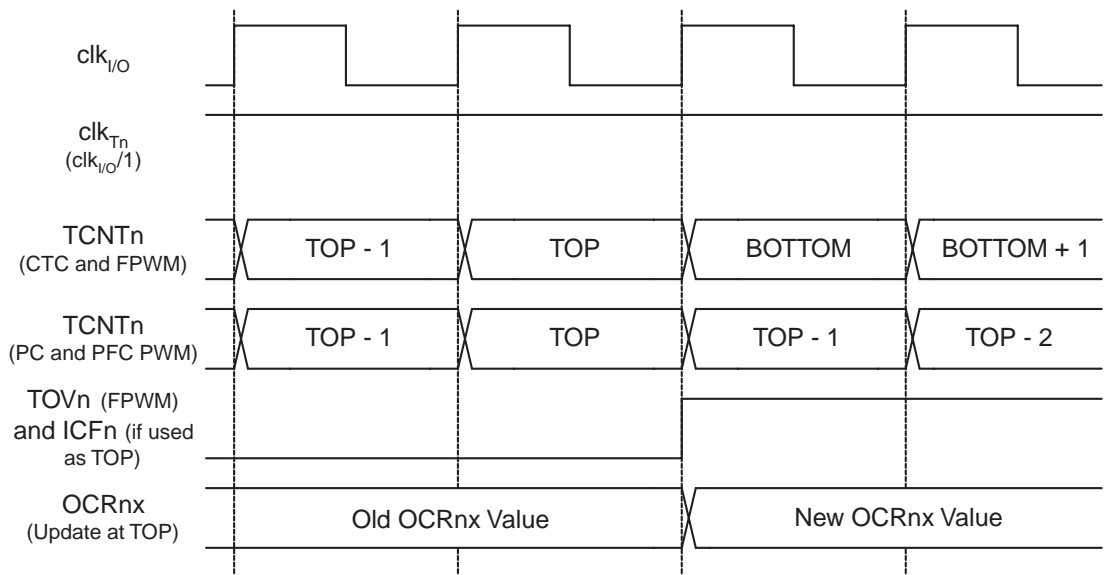 clkI/O
clkTn
(clkI/O/1)
TCNTn
(CTC and FPWM)
TOP - 1 TOP BOTTOM BOTTOM + 1
TCNTn
(PC and PFC PWM)
TOP - 1 TOP TOP - 1 TOP - 2
TOVn (FPWM)
and ICFn (if used
as TOP)
OCRnx
(Update at TOP)
Old OCRnx Value New OCRnx Value